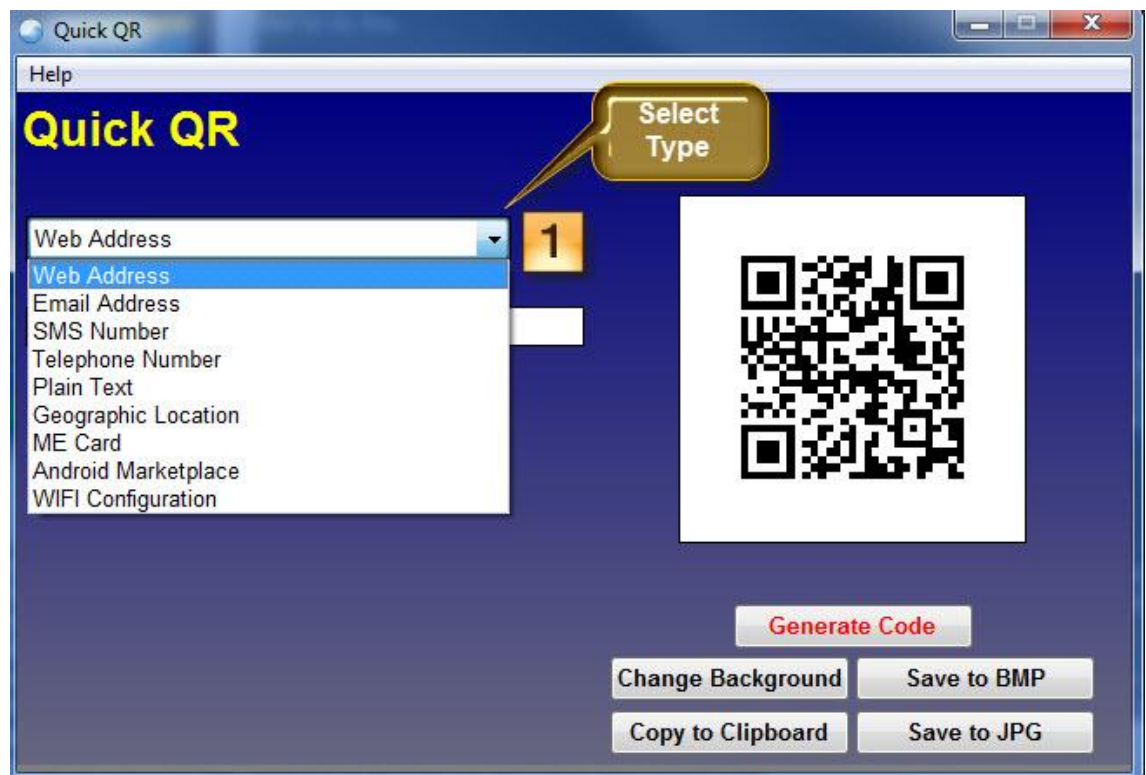 Quick QR
X
Help
Quick QR
Select
Type
Web Address
1
Web Address
Email Address
SMS Number
Telephone Number
Plain Text
Geographic Location
ME Card
Android Marketplace
WIFI Configuration
Generate Code
Change Background
Save to BMP
Copy to Clipboard
Save to JPG